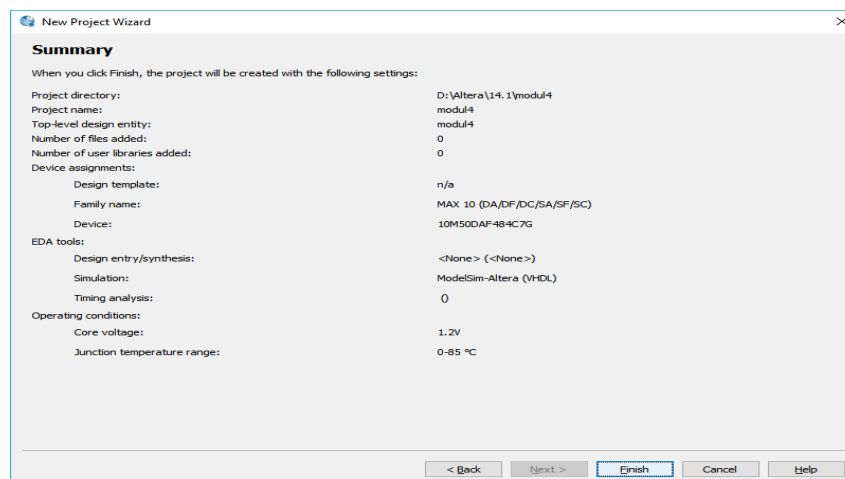 New Project Wizard
Summary
When you click Finish, the project will be created with the following settings:
Project directory: D:\Altera\14.1\modul4
Project name: modul4
Top-level design entity: modul4
Number of files added: 0
Number of user libraries added: 0
Device assignments:
Design template: n/a
Family name: MAX 10 (DA/DF/DC/SA/SF/SC)
Device: 10M50DAF484C7G
EDA tools:
Design entry/synthesis: <None> (<None>)
Simulation: ModelSim-Altera (VHDL)
Timing analysis: ()
Operating conditions:
Core voltage: 1.2V
Junction temperature range: 0-85 °C
< Back Next > Finish Cancel Help